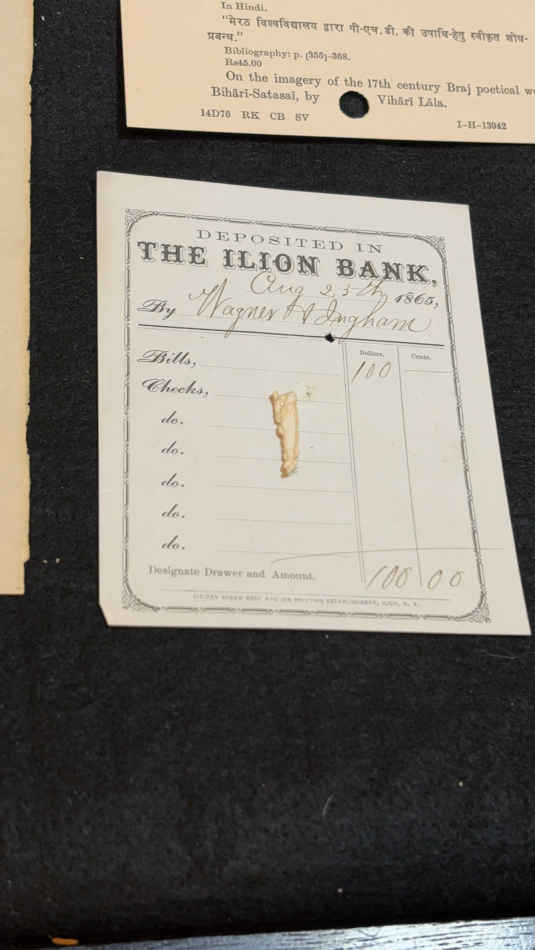 In Hindi.
"मेरठ विश्वविद्यालय द्वारा पी-एच.डी. की उपाधि-हेतु स्वीकृत शोध-
प्रबन्ध."
Bibliography: p. [355]-368.
Rs45.00
On the imagery of the 17th century Braj poetical
Bihārī-Satasaī, by Vihārī Lāla.
14D76 RK CB SV
I-H-13942
DEPOSITED IN
THE ILION BANK,
Aug 25th 1865,
By Wagner & Ingham
Dollars. Cents.
Bills, 100
Checks,
do.
do.
do.
do.
do.
Designate Drawer and Amount. 100 00